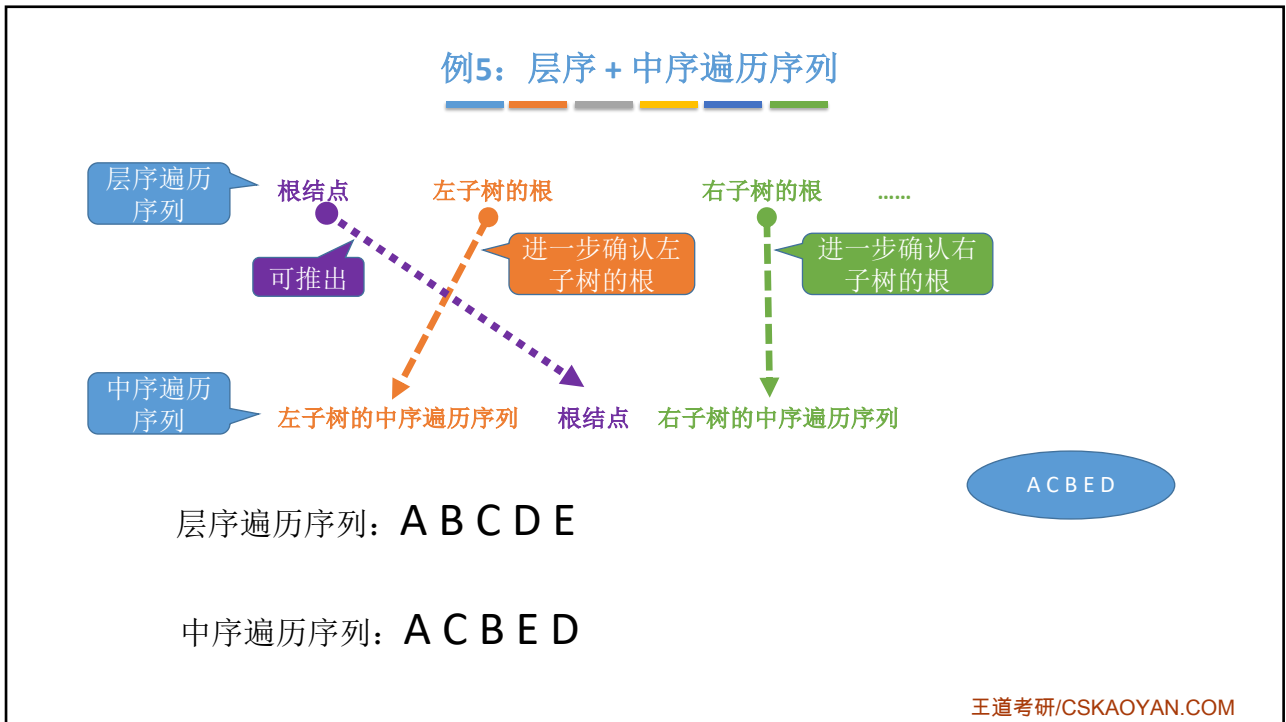 例5：层序 + 中序遍历序列
层序遍历
序列
根结点
左子树的根
右子树的根
......
可推出
进一步确认左
子树的根
进一步确认右
子树的根
中序遍历
序列
左子树的中序遍历序列
根结点
右子树的中序遍历序列
A C B E D
层序遍历序列：A B C D E
中序遍历序列：A C B E D
王道考研/CSKAOYAN.COM